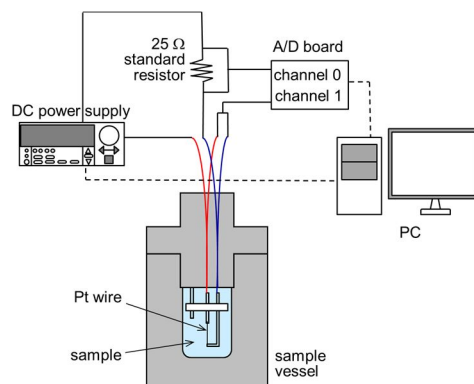 25 Ω
standard
resistor
A/D board
channel 0
channel 1
DC power supply
PC
Pt wire
sample
sample
vessel